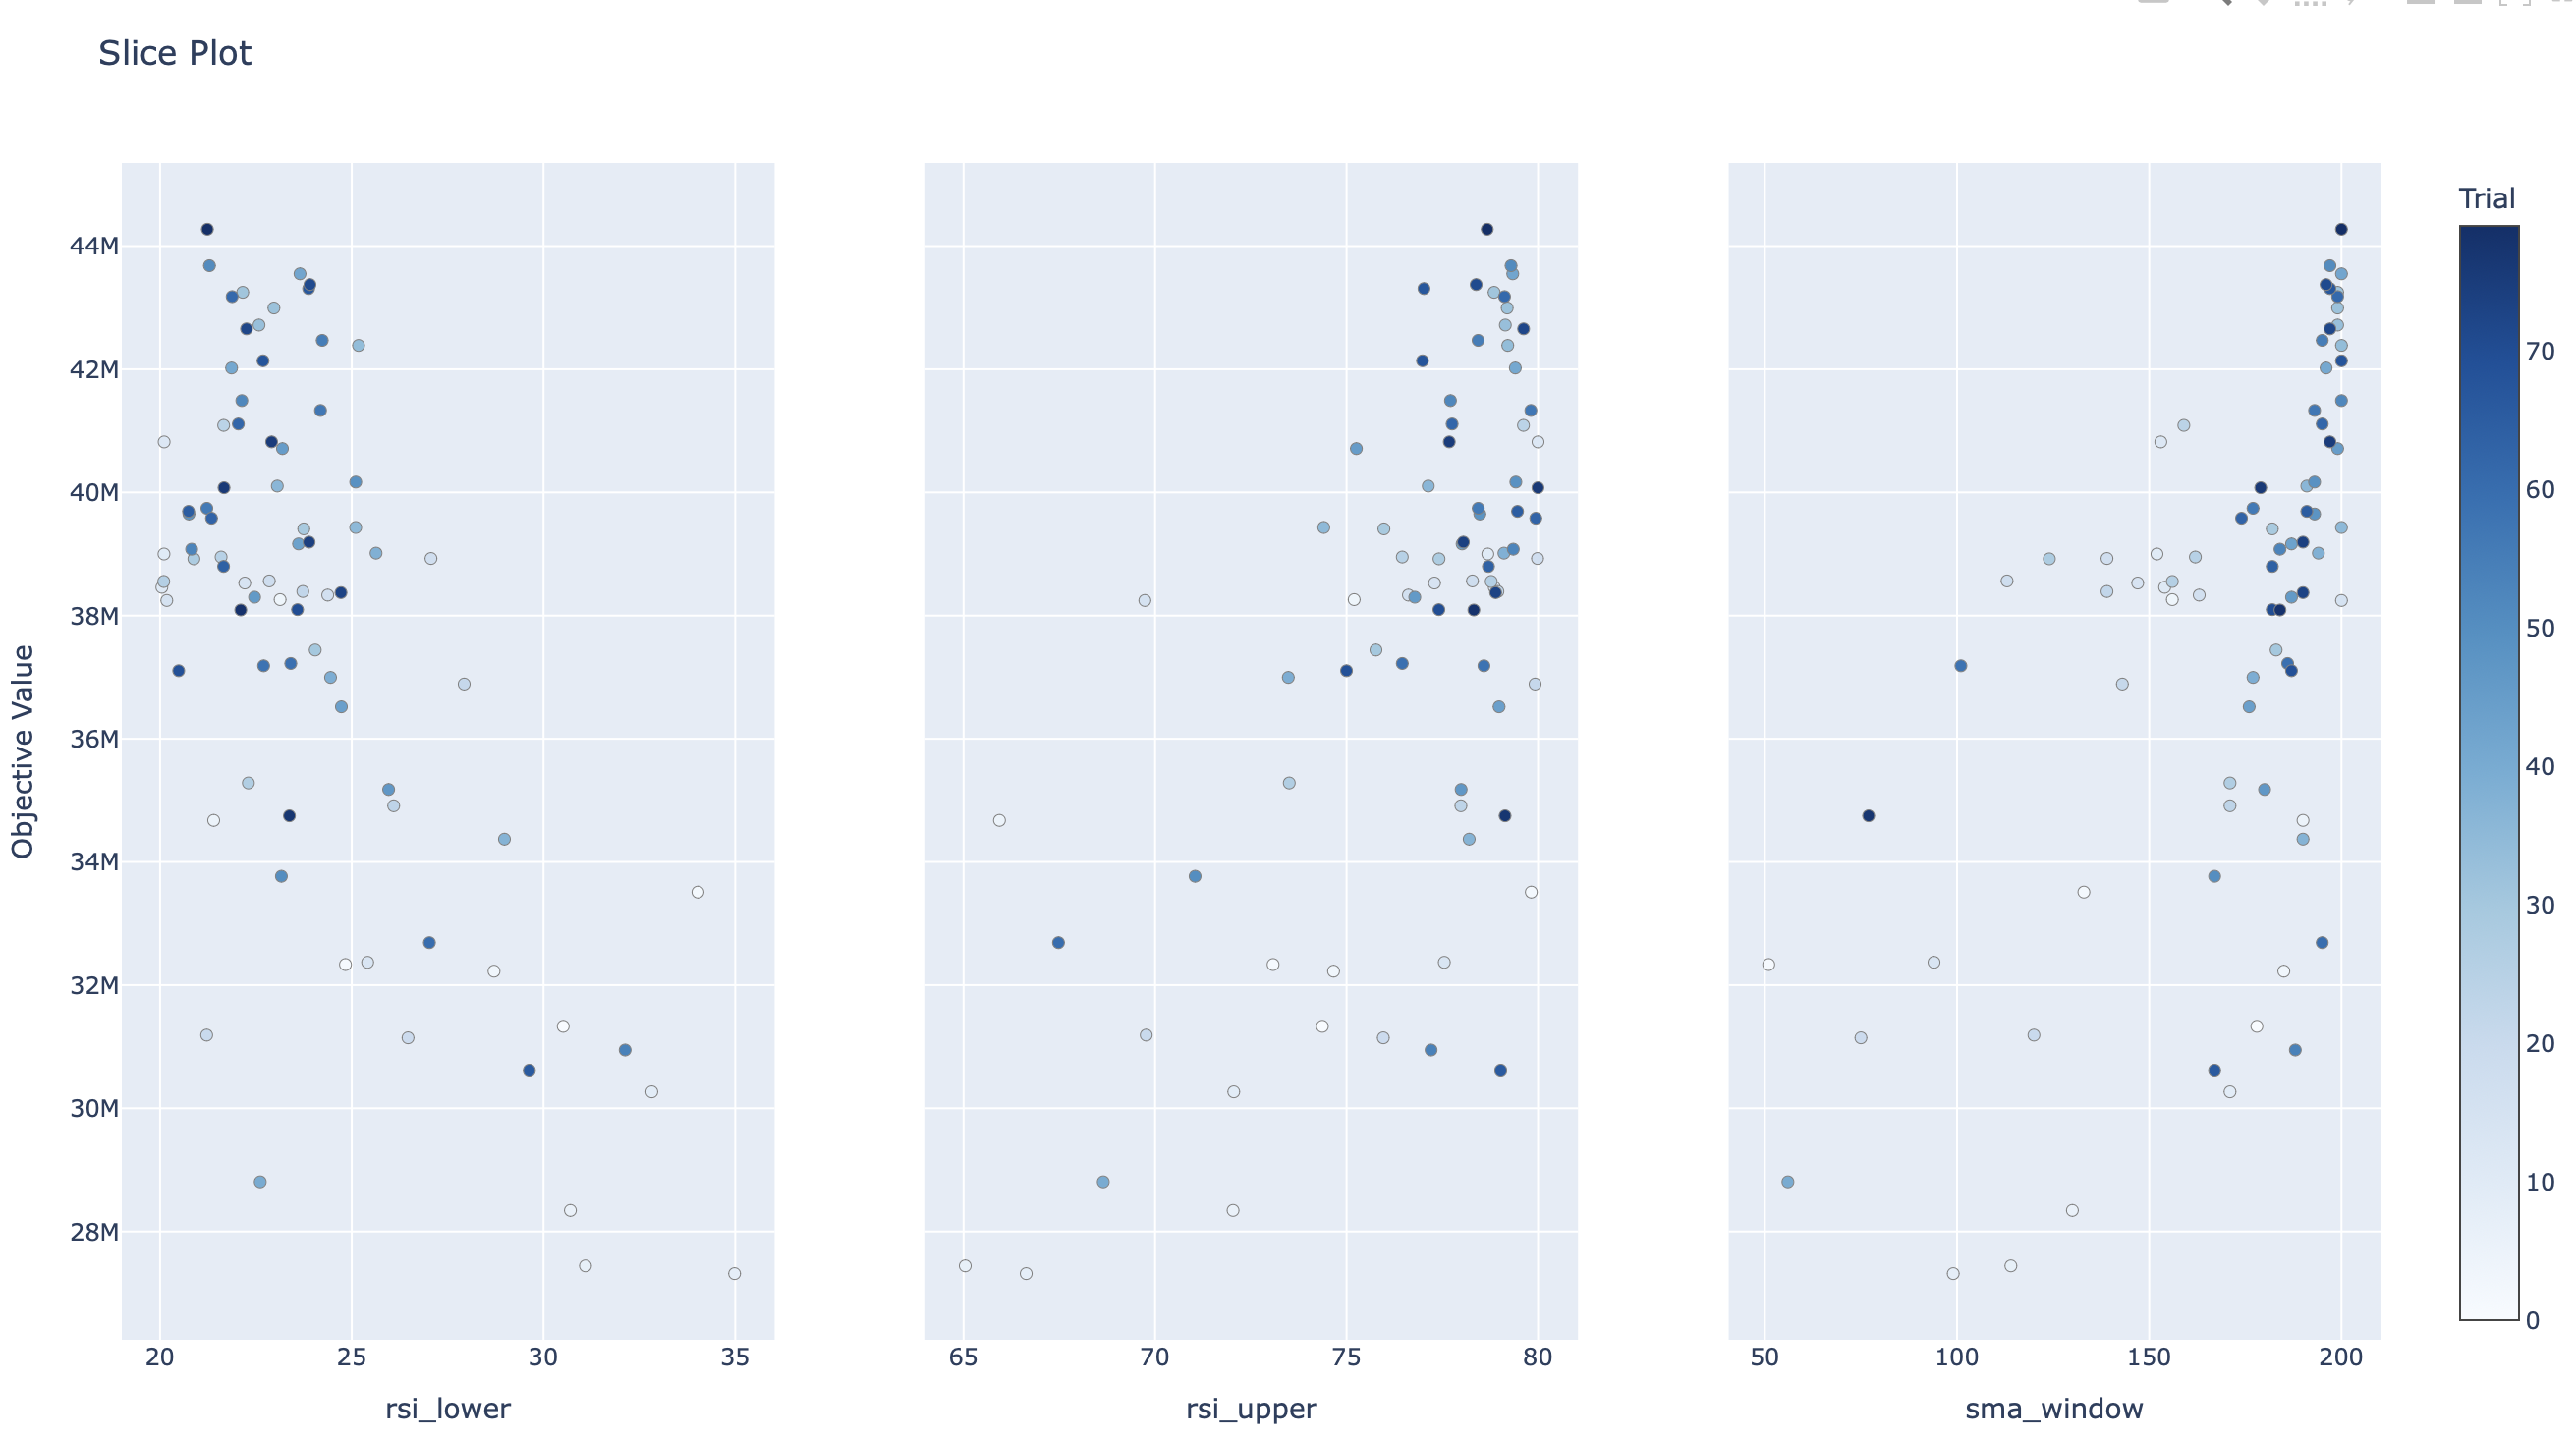 Slice Plot
Trial
44M
42M
40M
38M
36M
34M
32M
30M
28M
Objective Value
20 25 30 35
65 70 75 80
50 100 150 200
rsi_lower
rsi_upper
sma_window
70
60
50
40
30
20
10
0